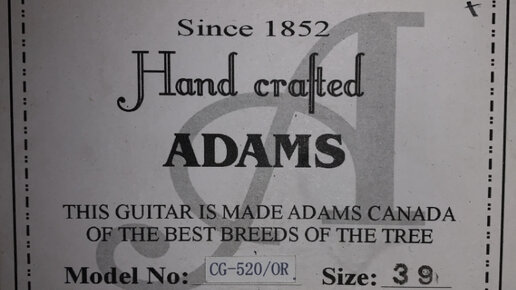 Since 1852
Hand crafted
ADAMS
THIS GUITAR IS MADE ADAMS CANADA
OF THE BEST BREEDS OF THE TREE
Model No: CG-520/OR Size: 39